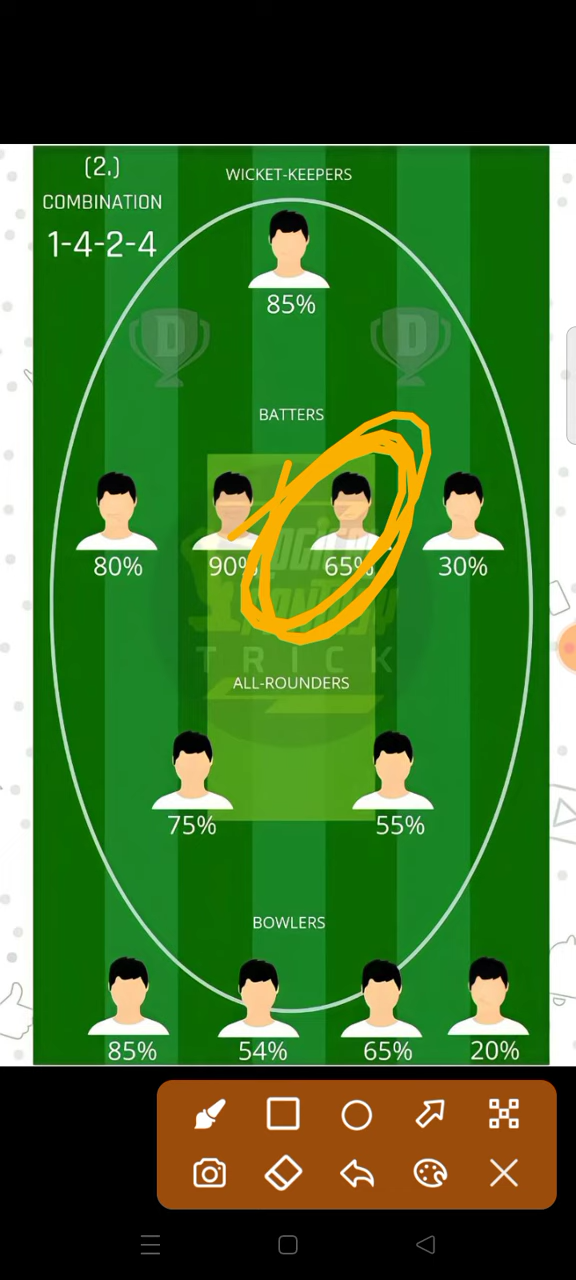 (2.)
COMBINATION
1-4-2-4
WICKET-KEEPERS
85%
D D
BATTERS
80% 90% 65% 30%
TRICK
ALL-ROUNDERS
75% 55%
BOWLERS
85% 54% 65% 20%